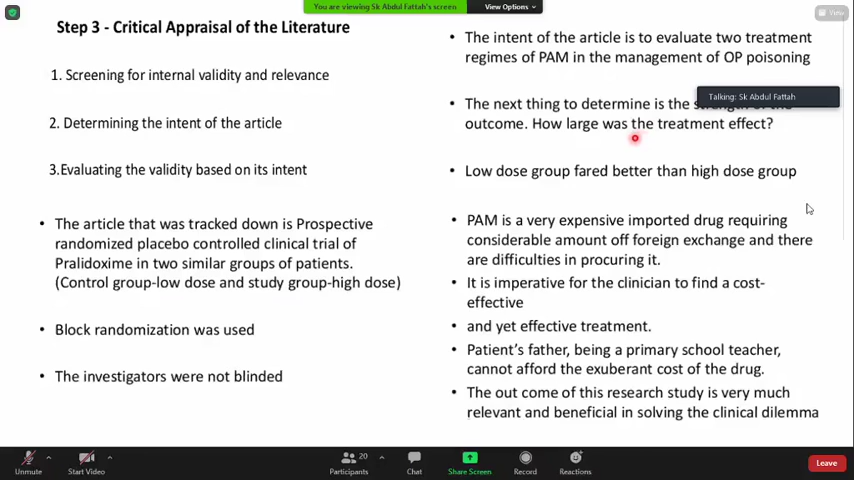 You are viewing Sk Abdul Fattah's screen
View Options
View
Step 3 - Critical Appraisal of the Literature
1. Screening for internal validity and relevance
2. Determining the intent of the article
3.Evaluating the validity based on its intent
• The article that was tracked down is Prospective
randomized placebo controlled clinical trial of
Pralidoxime in two similar groups of patients.
(Control group-low dose and study group-high dose)
• Block randomization was used
• The investigators were not blinded
• The intent of the article is to evaluate two treatment
regimes of PAM in the management of OP poisoning
Talking: Sk Abdul Fattah
• The next thing to determine is the strength of the
outcome. How large was the treatment effect?
• Low dose group fared better than high dose group
• PAM is a very expensive imported drug requiring
considerable amount off foreign exchange and there
are difficulties in procuring it.
• It is imperative for the clinician to find a cost-
effective
• and yet effective treatment.
• Patient's father, being a primary school teacher,
cannot afford the exuberant cost of the drug.
• The out come of this research study is very much
relevant and beneficial in solving the clinical dilemma
Unmute
Start Video
20
Participants
Chat
Share Screen
Record
Reactions
Leave